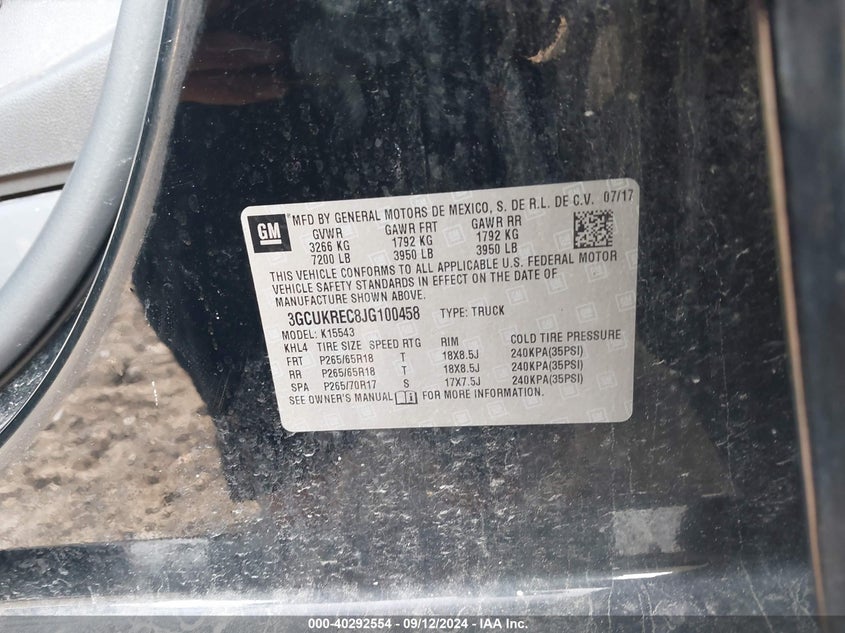 GM MFD BY GENERAL MOTORS DE MEXICO, S. DE R.L. DE C.V. 07/17
GVWR GAWR FRT GAWR RR
3266 KG 1792 KG 1792 KG
7200 LB 3950 LB 3950 LB
THIS VEHICLE CONFORMS TO ALL APPLICABLE U.S. FEDERAL MOTOR
VEHICLE SAFETY STANDARDS IN EFFECT ON THE DATE OF
MANUFACTURE SHOWN ABOVE.
3GCUKREC8JG100458 TYPE: TRUCK
MODEL: K15543
KHL4 TIRE SIZE SPEED RTG RIM COLD TIRE PRESSURE
FRT P265/65R18 T 18X8.5J 240KPA(35PSI)
RR P265/65R18 T 18X8.5J 240KPA(35PSI)
SPA P265/70R17 S 17X7.5J 240KPA(35PSI)
SEE OWNER'S MANUAL FOR MORE INFORMATION.
000-40292554 - 09/12/2024 - IAA Inc.